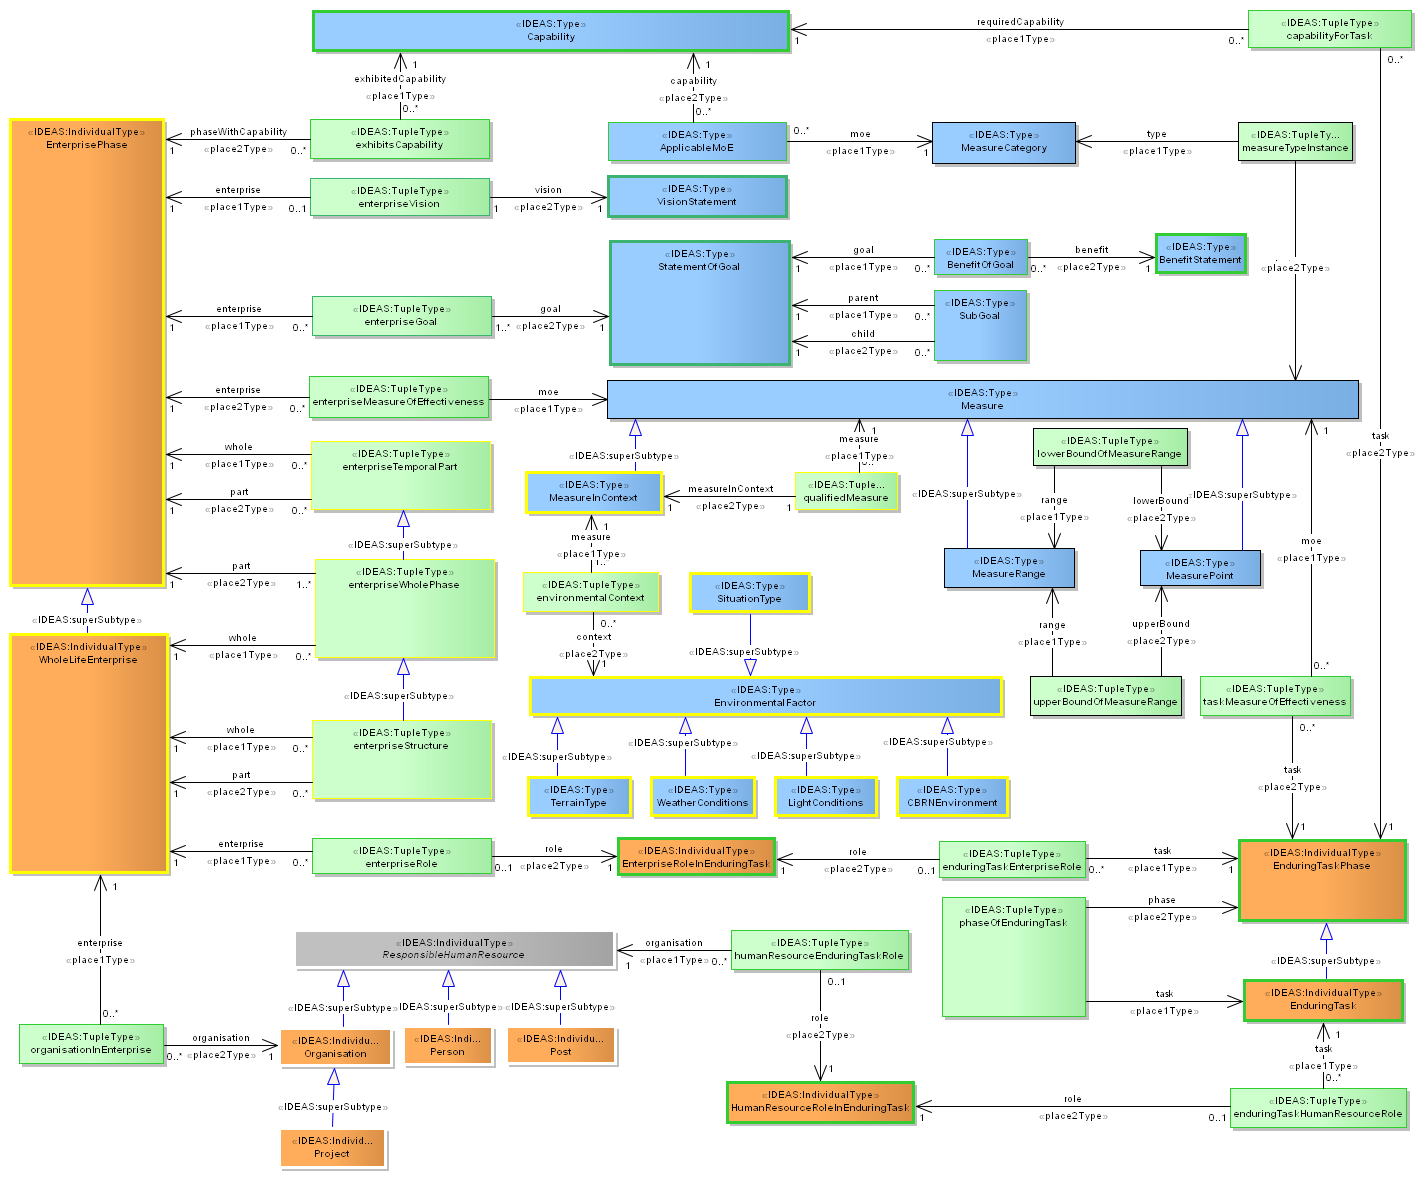 «IDEAS:Type»
Capability
requiredCapability
1
«place1Type»
0..*
«IDEAS:TupleType»
capabilityForTask
0..*
1
exhibitedCapability
«place1Type»
0..*
1
capability
«place2Type»
0..*
«IDEAS:IndividualType»
EnterprisePhase
phaseWithCapability
1
«place2Type»
0..*
«IDEAS:TupleType»
exhibitsCapability
«IDEAS:Type»
ApplicableMoE
0..*
moe
«place1Type»
1
«IDEAS:Type»
MeasureCategory
type
«place1Type»
«IDEAS:TupleTy...
measureTypeInstance
enterprise
1
«place1Type»
0..1
«IDEAS:TupleType»
enterpriseVision
vision
1
«place2Type»
1
«IDEAS:Type»
VisionStatement
«IDEAS:Type»
StatementOfGoal
goal
1
«place1Type»
0..*
«IDEAS:Type»
BenefitOfGoal
benefit
0..*
«place2Type»
1
«IDEAS:Type»
BenefitStatement
«place2Type»
parent
1
«place1Type»
0..*
«IDEAS:Type»
SubGoal
child
1
«place2Type»
0..*
enterprise
1
«place1Type»
0..*
«IDEAS:TupleType»
enterpriseGoal
goal
1..*
«place2Type»
1
enterprise
1
«place2Type»
0..*
«IDEAS:TupleType»
enterpriseMeasureOfEffectiveness
moe
«place1Type»
1
«IDEAS:Type»
Measure
whole
1
«place1Type»
0..*
«IDEAS:TupleType»
enterpriseTemporalPart
part
1
«place2Type»
0..*
«IDEAS:superSubtype»
1
measure
«place1Type»
0..
«IDEAS:Type»
MeasureInContext
measureInContext
1
«place2Type»
1
«IDEAS:Tuple...
qualifiedMeasure
«IDEAS:superSubtype»
«IDEAS:TupleType»
lowerBoundOfMeasureRange
range
«place1Type»
lowerBound
«place2Type»
«IDEAS:superSubtype»
1
moe
«place1Type»
0..*
task
«place2Type»
1
«IDEAS:superSubtype»
part
1
«place2Type»
1..*
«IDEAS:TupleType»
enterpriseWholePhase
1
measure
«place1Type»
1..
«IDEAS:TupleType»
environmentalContext
0..*
context
«place2Type»
1
«IDEAS:Type»
SituationType
«IDEAS:superSubtype»
«IDEAS:Type»
MeasureRange
«IDEAS:Type»
MeasurePoint
range
«place1Type»
upperBound
«place2Type»
«IDEAS:TupleType»
upperBoundOfMeasureRange
«IDEAS:TupleType»
taskMeasureOfEffectiveness
0..*
task
«place2Type»
1
«IDEAS:superSubtype»
«IDEAS:IndividualType»
WholeLifeEnterprise
whole
1
«place1Type»
0..*
«IDEAS:superSubtype»
«IDEAS:Type»
EnvironmentalFactor
whole
1
«place1Type»
0..*
«IDEAS:TupleType»
enterpriseStructure
part
1
«place2Type»
0..*
«IDEAS:superSubtype»
«IDEAS:superSubtype»
«IDEAS:superSubtype»
«IDEAS:superSubtype»
«IDEAS:Type»
TerrainType
«IDEAS:Type»
WeatherConditions
«IDEAS:Type»
LightConditions
«IDEAS:Type»
CBRNEnvironment
enterprise
1
«place1Type»
0..*
«IDEAS:TupleType»
enterpriseRole
role
0..1
«place2Type»
1
«IDEAS:IndividualType»
EnterpriseRoleInEnduringTask
role
1
«place2Type»
0..1
«IDEAS:TupleType»
enduringTaskEnterpriseRole
task
0..*
«place1Type»
1
«IDEAS:IndividualType»
EnduringTaskPhase
«IDEAS:TupleType»
phaseOfEnduringTask
phase
«place2Type»
task
«place1Type»
«IDEAS:superSubtype»
«IDEAS:IndividualType»
EnduringTask
1
enterprise
«place1Type»
0..*
«IDEAS:IndividualType»
ResponsibleHumanResource
organisation
1
«place1Type»
0..*
«IDEAS:TupleType»
humanResourceEnduringTaskRole
0..1
role
«place2Type»
1
«IDEAS:superSubtype»
«IDEAS:superSubtype»
«IDEAS:superSubtype»
«IDEAS:TupleType»
organisationInEnterprise
organisation
0..*
«place2Type»
1
«IDEAS:Individu...
Organisation
«IDEAS:Indi...
Person
«IDEAS:Individu...
Post
1
task
«place1Type»
0..*
«IDEAS:superSubtype»
«IDEAS:Individ...
Project
«IDEAS:IndividualType»
HumanResourceRoleInEnduringTask
role
1
«place2Type»
0..1
«IDEAS:TupleType»
enduringTaskHumanResourceRole